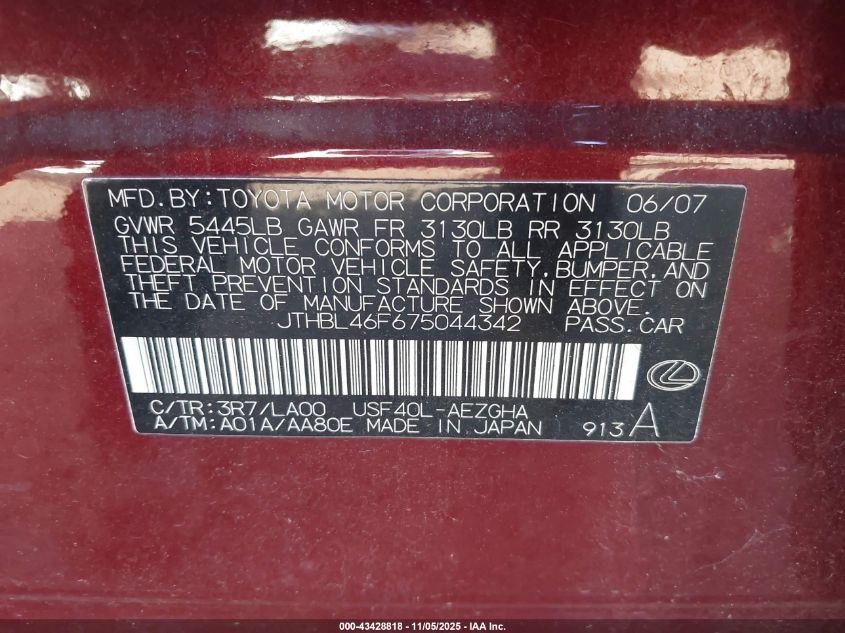 MFD.BY:TOYOTA MOTOR CORPORATION 06/07
GVWR 5445LB GAWR FR 3130LB RR 3130LB
THIS VEHICLE CONFORMS TO ALL APPLICABLE
FEDERAL MOTOR VEHICLE SAFETY,BUMPER,AND
THEFT PREVENTION STANDARDS IN EFFECT ON
THE DATE OF MANUFACTURE SHOWN ABOVE.
JTHBL46F675044342 PASS.CAR
C/TR:3R7/LA00 USF40L-AEZGHA
A/TM:A01A/AA80E MADE IN JAPAN 913A
000-43428818 - 11/05/2025 - IAA Inc.